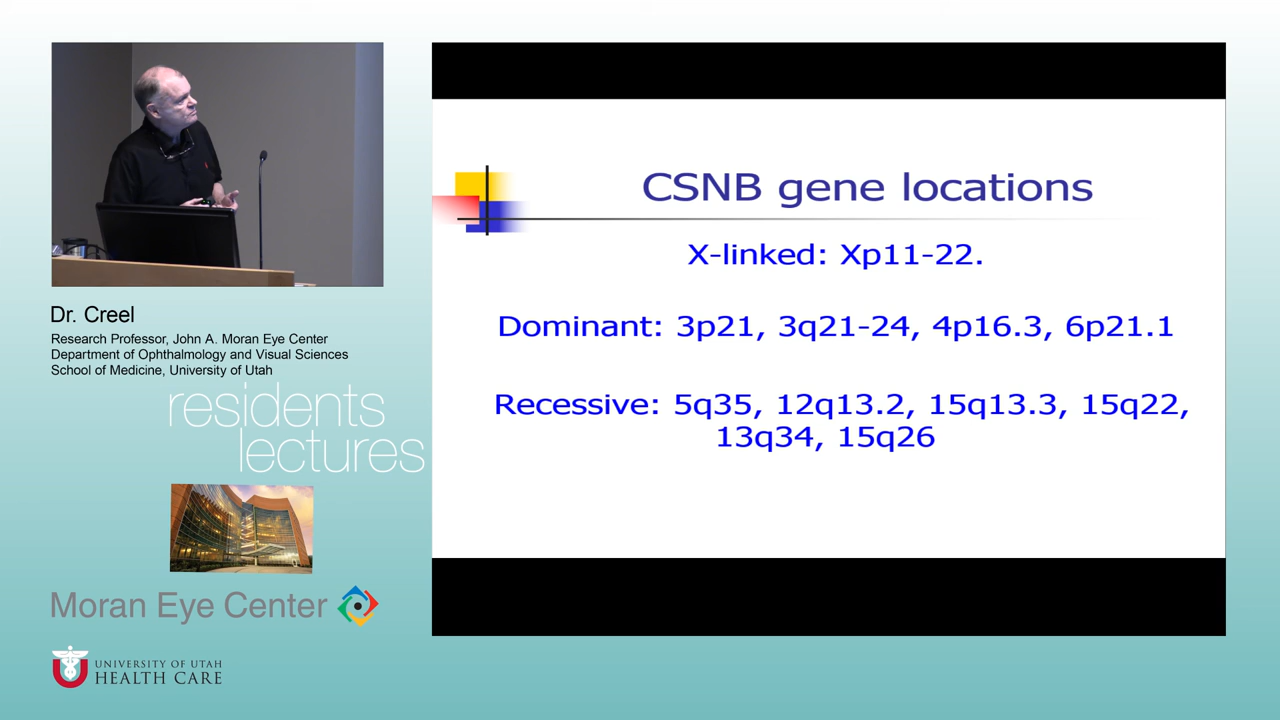 Dr. Creel
Research Professor, John A. Moran Eye Center
Department of Ophthalmology and Visual Sciences
School of Medicine, University of Utah
residents
lectures
Moran Eye Center
UNIVERSITY OF UTAH
HEALTH CARE
CSNB gene locations
X-linked: Xp11-22.
Dominant: 3p21, 3q21-24, 4p16.3, 6p21.1
Recessive: 5q35, 12q13.2, 15q13.3, 15q22,
13q34, 15q26